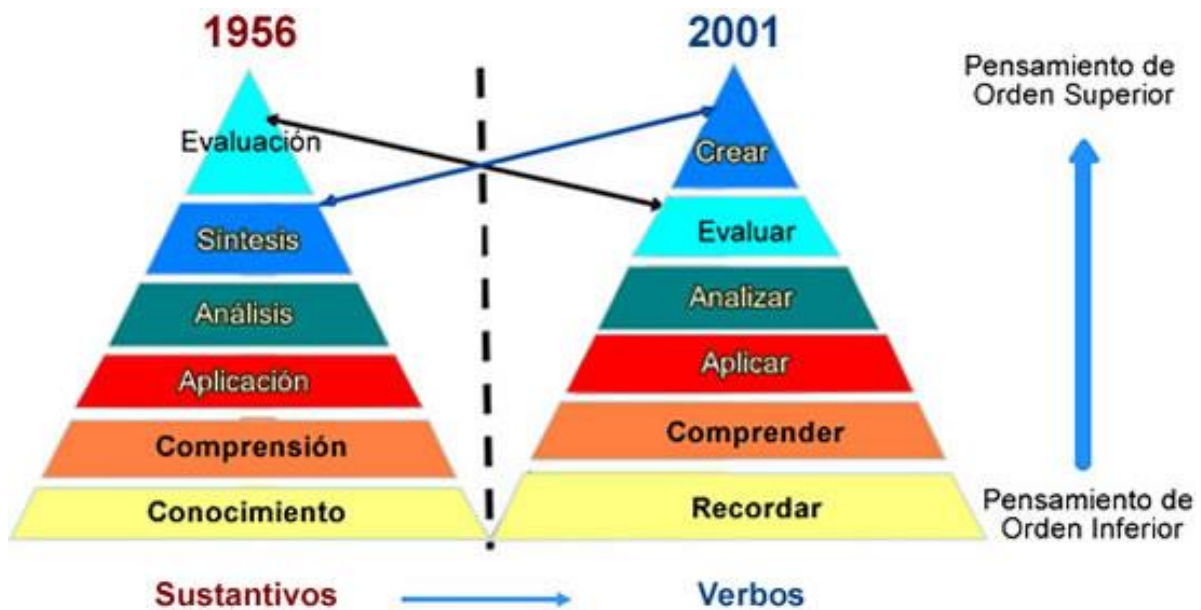 1956
Evaluación
Síntesis
Análisis
Aplicación
Comprensión
Conocimiento
Sustantivos
2001
Crear
Evaluar
Analizar
Aplicar
Comprender
Recordar
Verbos
Pensamiento de
Orden Superior
Pensamiento de
Orden Inferior